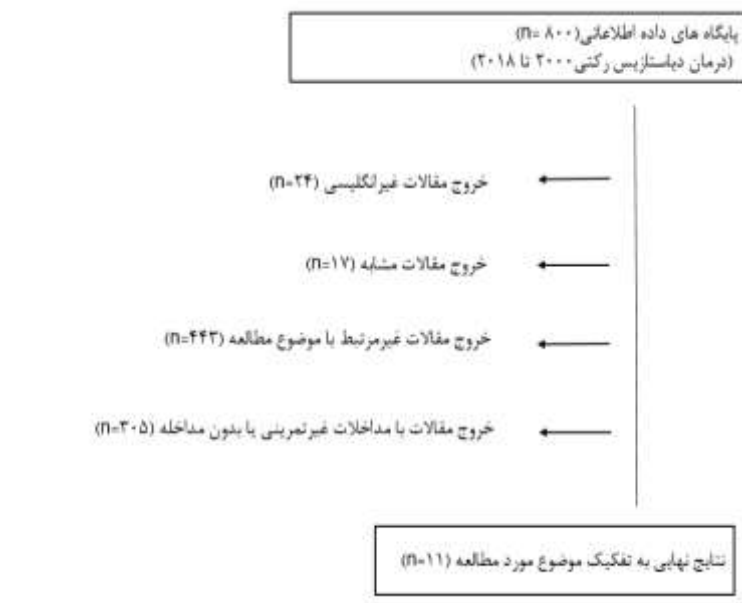 پایگاه های داده اطلاعاتی(n= ۸۰۰)
(درمان دیاستازیس رکتی۲۰۰۰ تا ۲۰۱۸)
خروج مقالات غیرانگلیسی (n=۲۴)
خروج مقالات مشابه (n=۱۷)
خروج مقالات غیرمرتبط با موضوع مطالعه (n=۴۴۳)
خروج مقالات با مداخلات غیرتمرینی یا بدون مداخله (n=۳۰۵)
نتایج نهایی به تفکیک موضوع مورد مطالعه (n=۱۱)